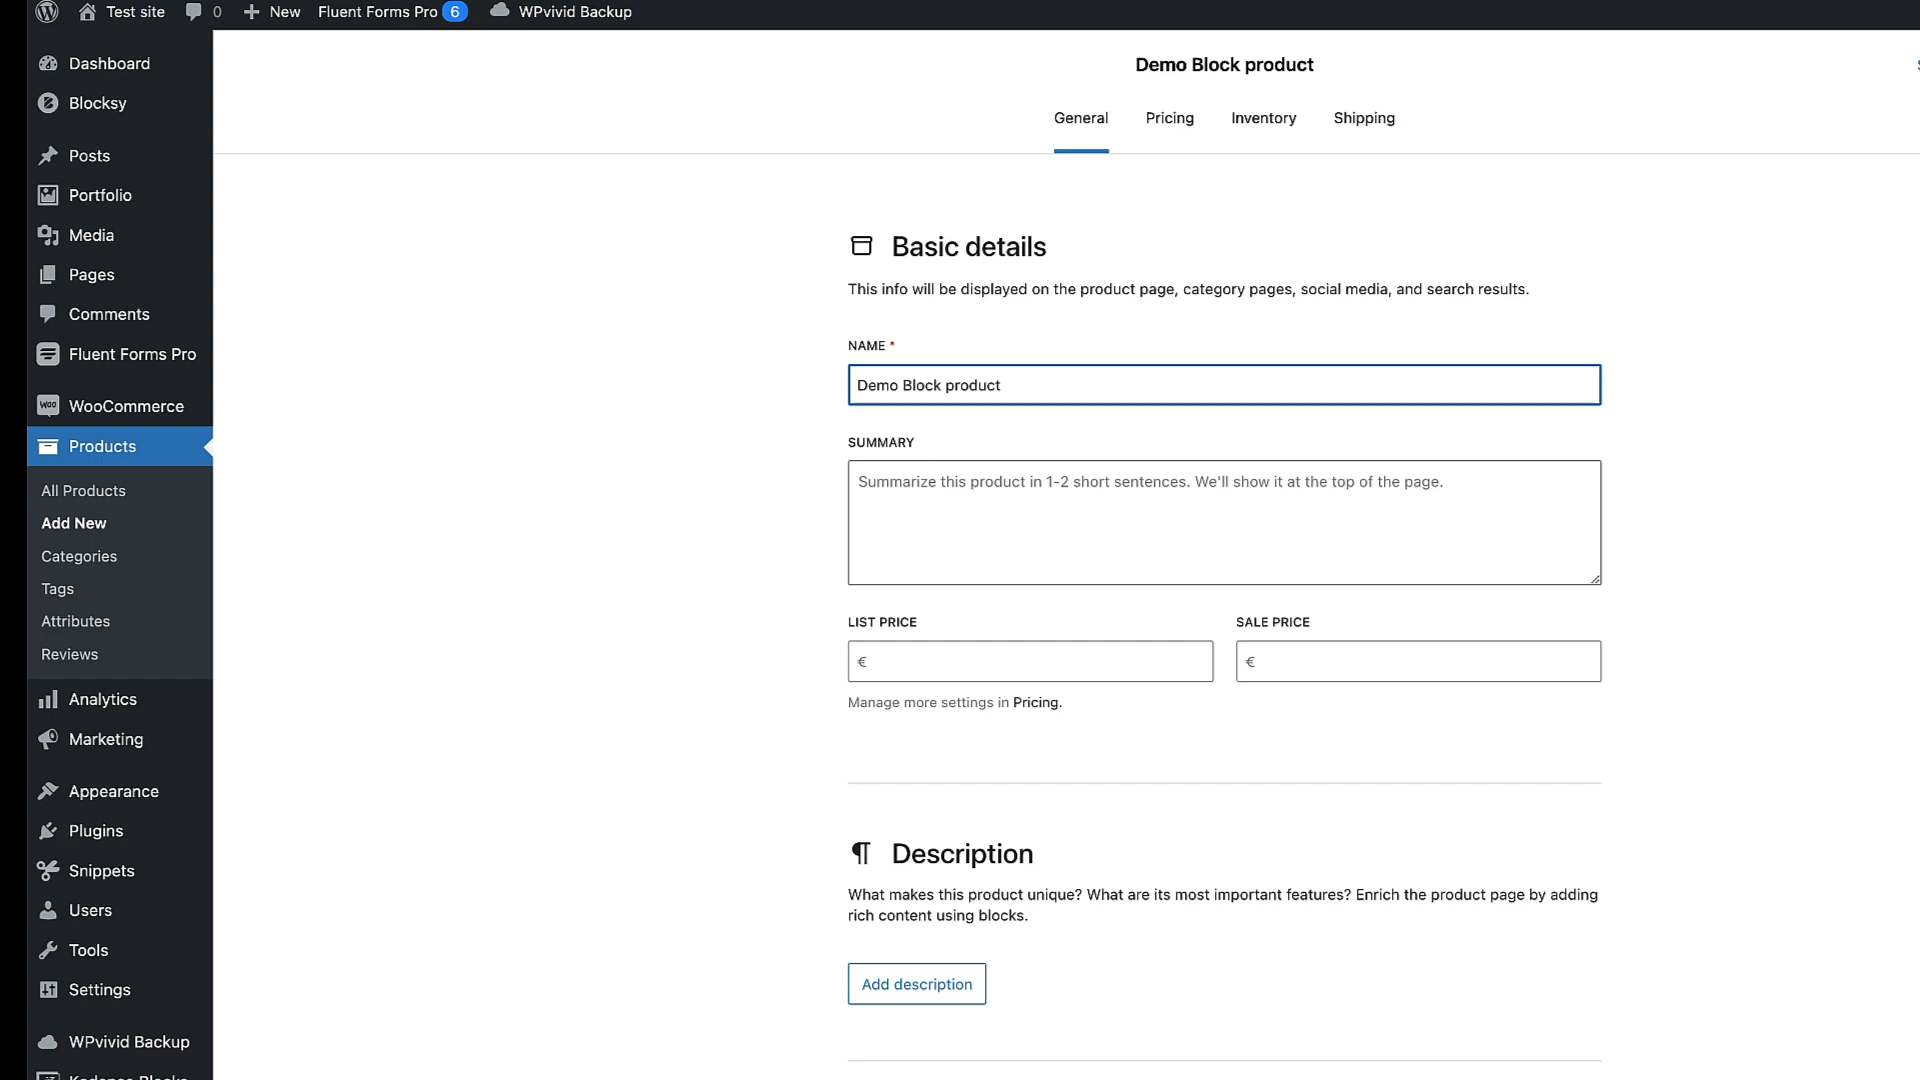 Test site
0
New
Fluent Forms Pro 6
WPvivid Backup
Dashboard
Blocksy
Posts
Portfolio
Media
Pages
Comments
Fluent Forms Pro
WooCommerce
Products
All Products
Add New
Categories
Tags
Attributes
Reviews
Analytics
Marketing
Appearance
Plugins
Snippets
Users
Tools
Settings
WPvivid Backup
Kadence Blocks
Demo Block product
General
Pricing
Inventory
Shipping
Basic details
This info will be displayed on the product page, category pages, social media, and search results.
NAME *
Demo Block product
SUMMARY
Summarize this product in 1-2 short sentences. We'll show it at the top of the page.
LIST PRICE
€
SALE PRICE
€
Manage more settings in Pricing.
Description
What makes this product unique? What are its most important features? Enrich the product page by adding
rich content using blocks.
Add description